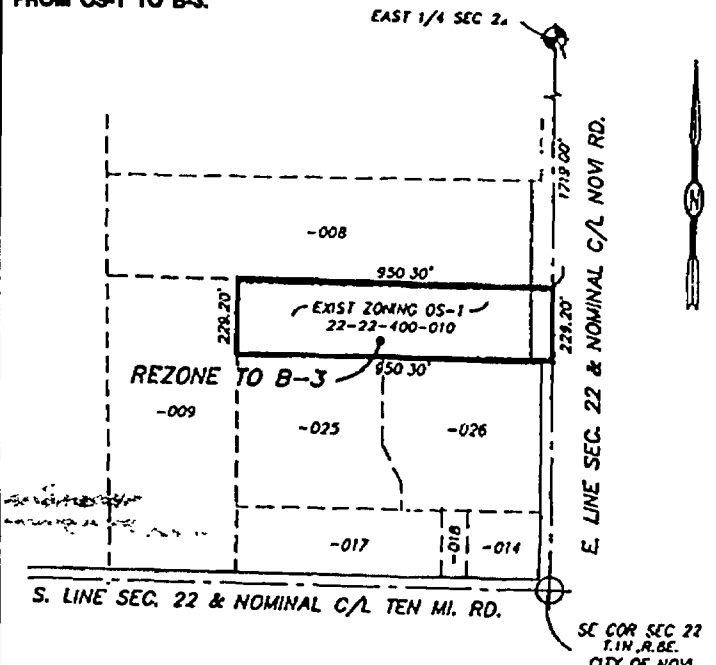 FROM OS-1 TO B-3.
EAST 1/4 SEC
1719.00'
E. LINE SEC. 22 & NOMINAL C/L NOVI RD.
N
-008
950 30'
EXIST ZONING OS-1
22-22-400-010
229.20'
229.20'
950 30'
REZONE TO B-3
-009
-025
-026
-017
-018
-014
S. LINE SEC. 22 & NOMINAL C/L TEN MI. RD.
SE COR SEC 22
T.1N.,R.8E.
CITY OF NOVI